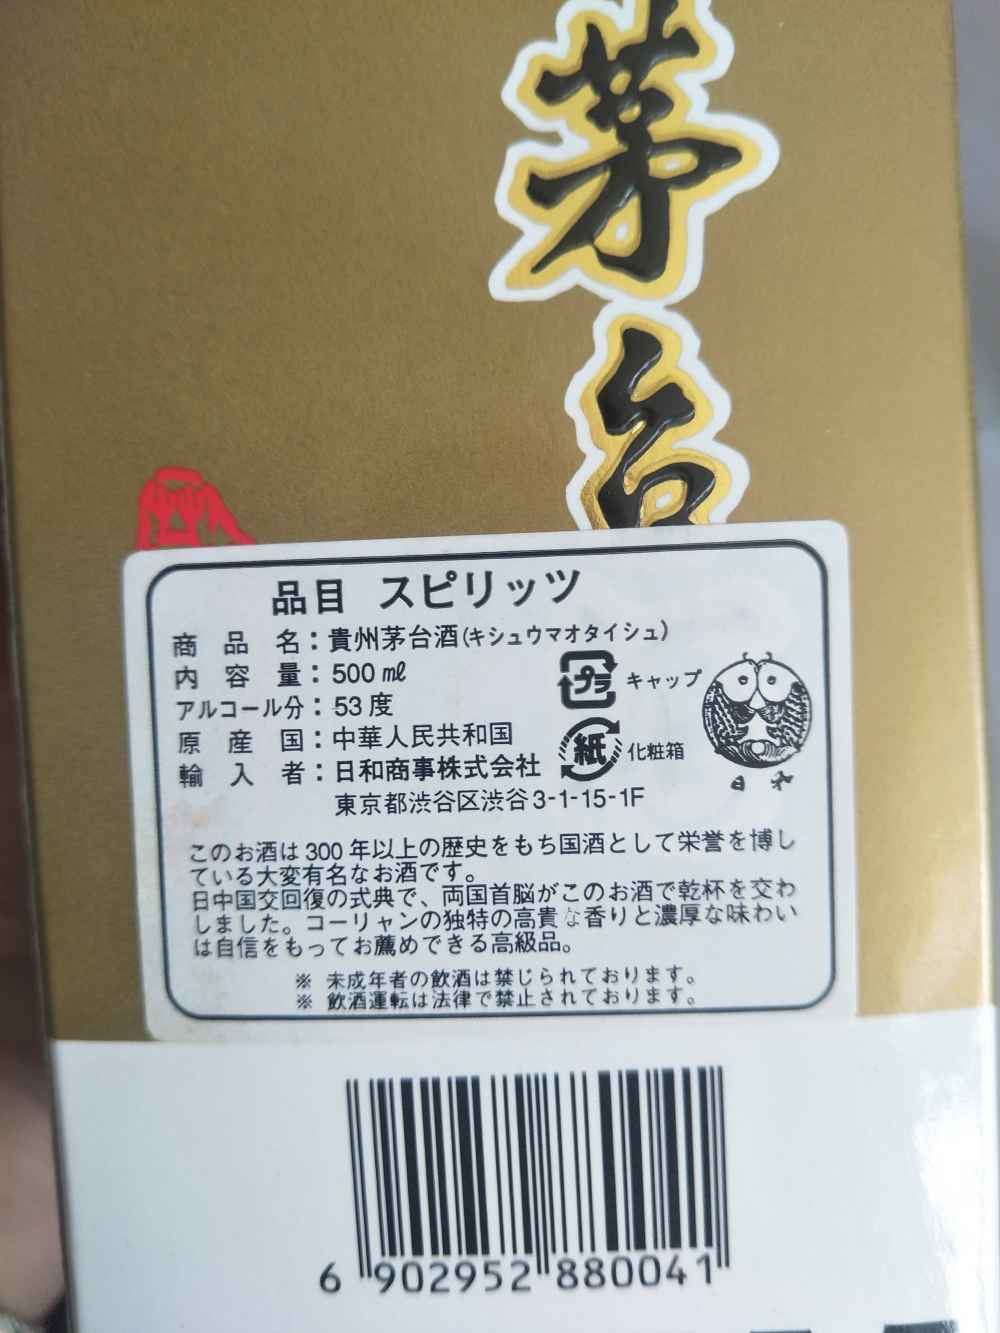 茅
台
品目 スピリッツ
商品名：貴州茅台酒(キシュウマオタイシュ)
内容量：500㎖
アルコール分：53度
原産国：中華人民共和国
輸入者：日和商事株式会社
東京都渋谷区渋谷3-1-15-1F
プラ キャップ
紙 化粧箱
日 和
このお酒は300年以上の歴史をもち国酒として栄誉を博し
ている大変有名なお酒です。
日中国交回復の式典で、両国首脳がこのお酒で乾杯を交わ
しました。コーリャンの独特の高貴な香りと濃厚な味わい
は自信をもってお薦めできる高級品。
※ 未成年者の飲酒は禁じられております。
※ 飲酒運転は法律で禁止されております。
6 902952 880041